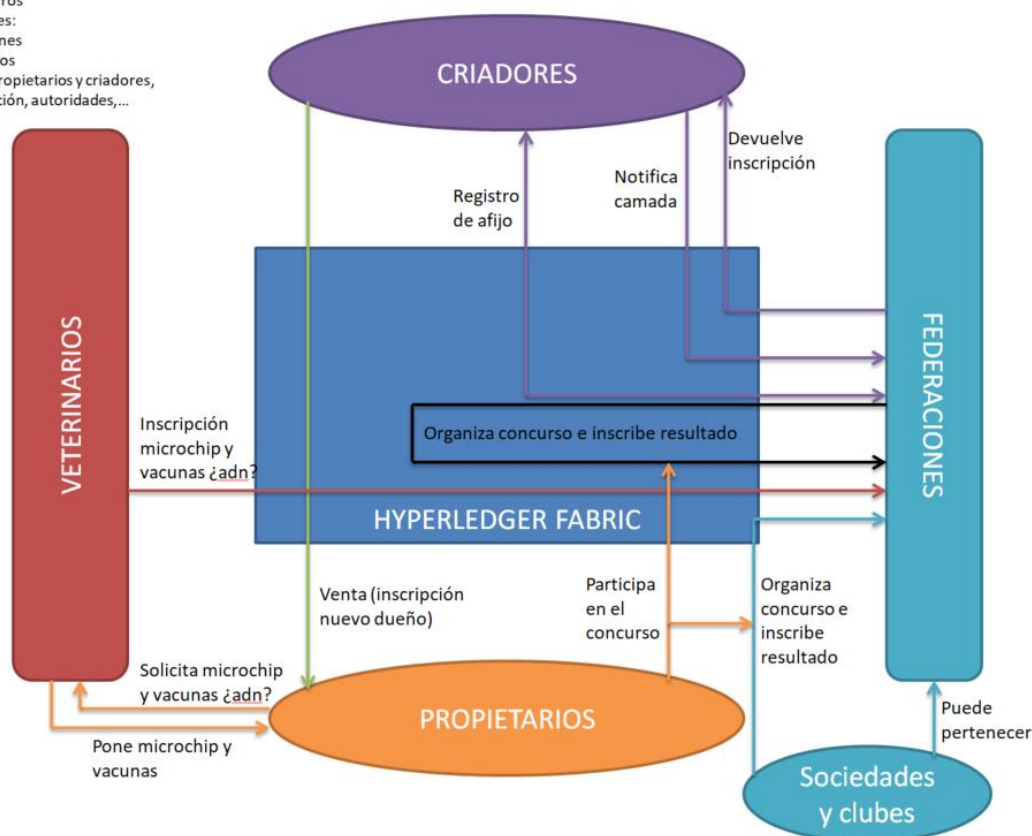 es:
nes
os
ropietarios y criadores,
ción, autoridades,...
CRIADORES
Devuelve
inscripción
Notifica
camada
Registro
de afijo
VETERINARIOS
FEDERACIONES
Inscripción
microchip y
vacunas ¿adn?
Organiza concurso e inscribe resultado
HYPERLEDGER FABRIC
Venta (inscripción
nuevo dueño)
Participa
en el
concurso
Organiza
concurso e
inscribe
resultado
Solicita microchip
y vacunas ¿adn?
PROPIETARIOS
Pone microchip y
vacunas
Puede
pertenecer
Sociedades
y clubes